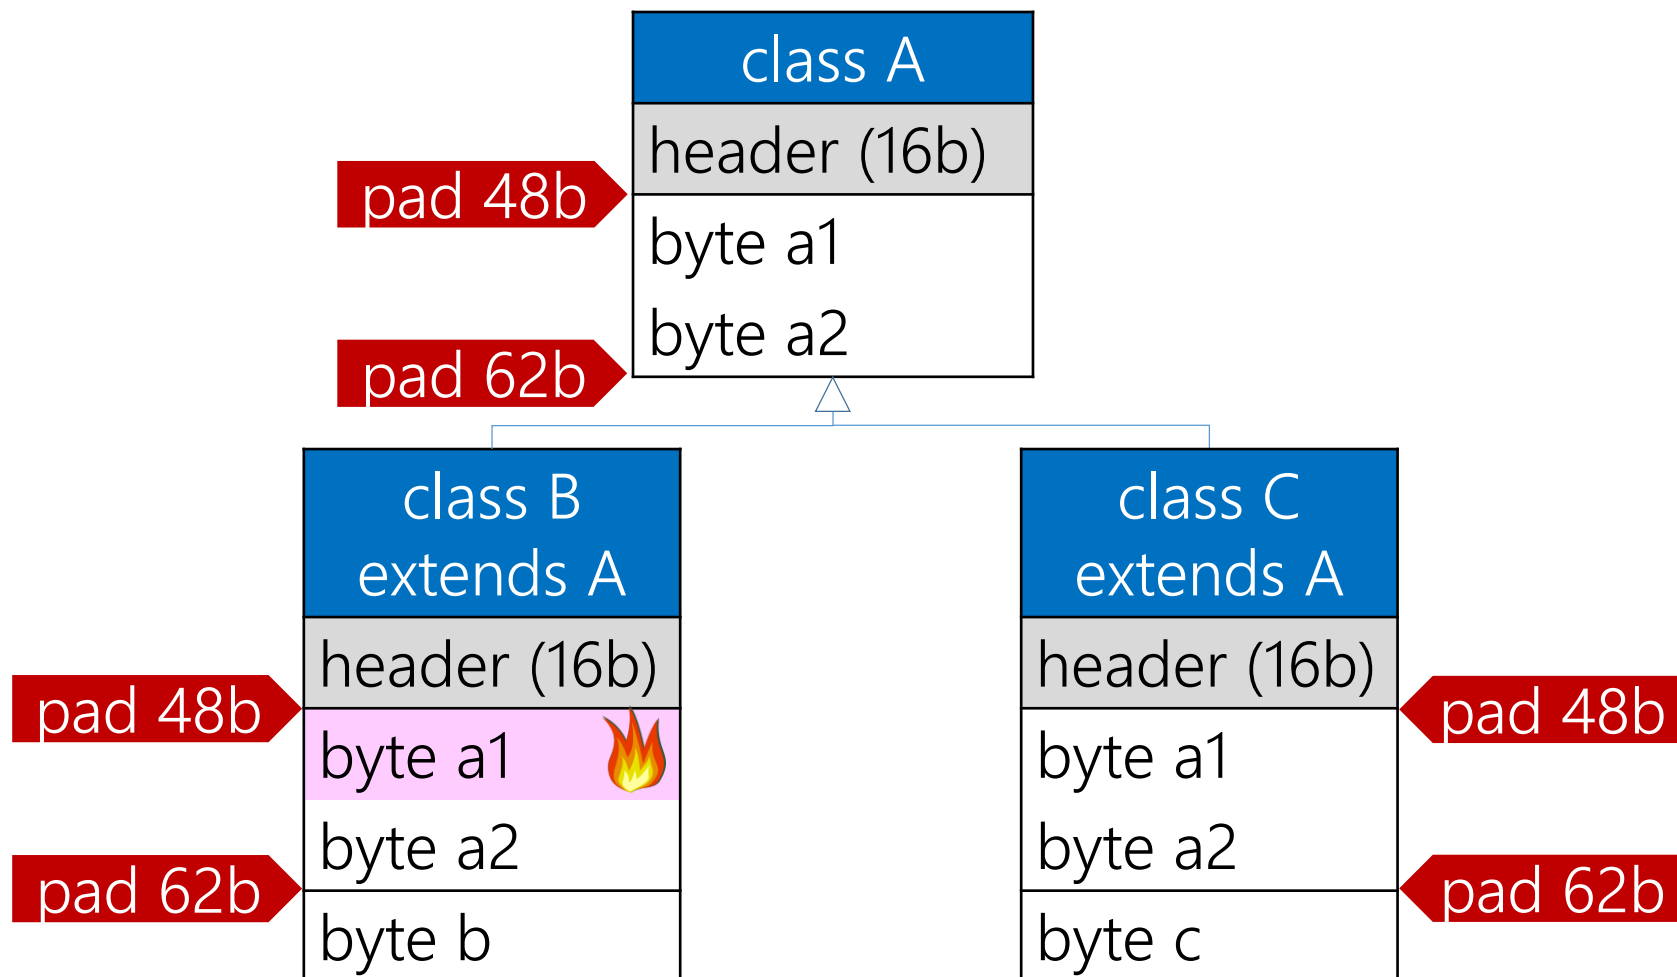 class A
header (16b)
pad 48b
byte a1
byte a2
pad 62b
class B
extends A
header (16b)
pad 48b
byte a1
byte a2
pad 62b
byte b
class C
extends A
header (16b)
pad 48b
byte a1
byte a2
pad 62b
byte c